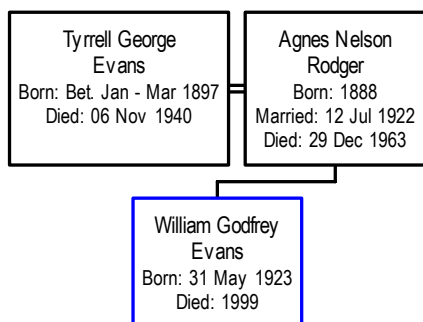 Tyrrell George
Evans
Born: Bet. Jan - Mar 1897
Died: 06 Nov 1940
Agnes Nelson
Rodger
Born: 1888
Married: 12 Jul 1922
Died: 29 Dec 1963
William Godfrey
Evans
Born: 31 May 1923
Died: 1999